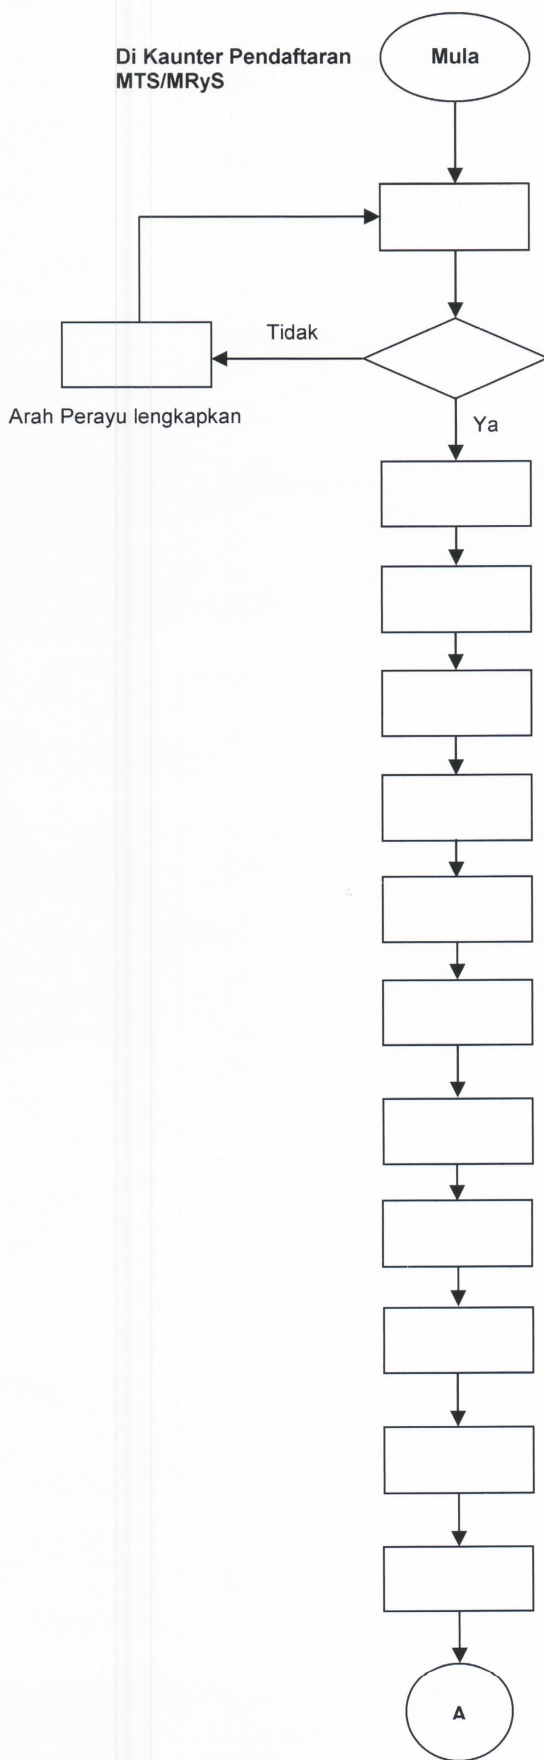 Di Kaunter Pendaftaran
MTS/MRyS
Mula
Tidak
Arah Perayu lengkapkan
Ya
A